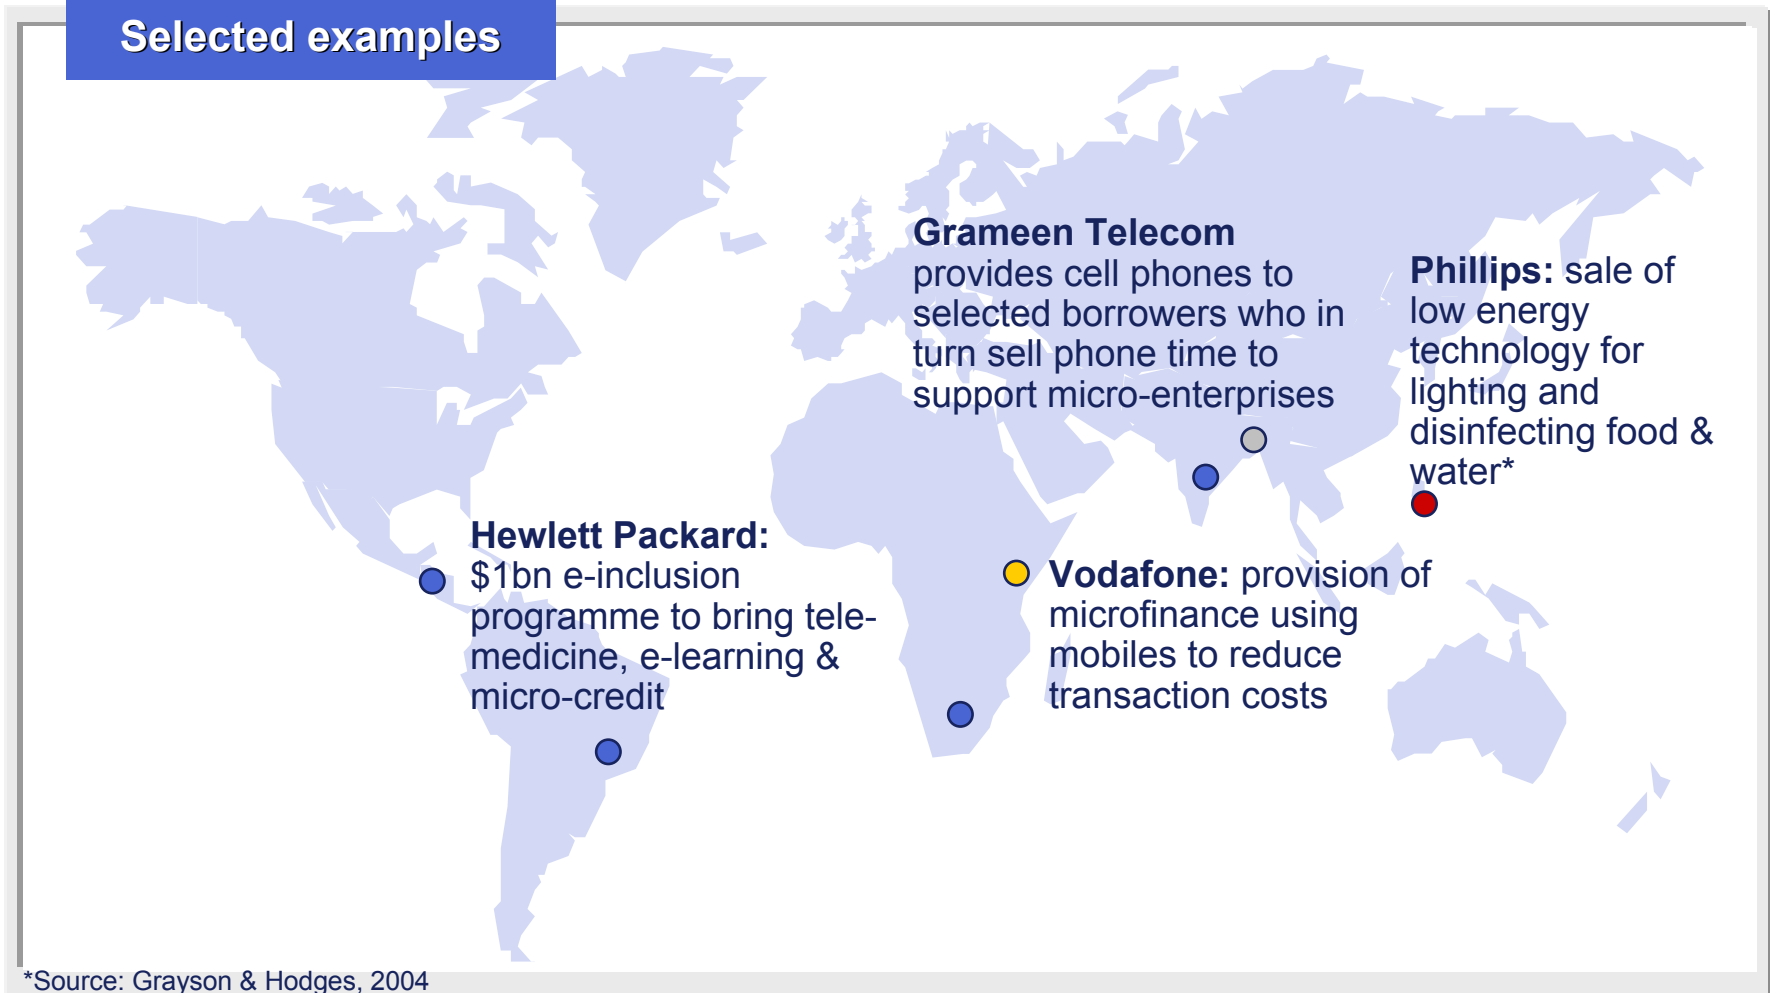 Selected examples
Grameen Telecom
provides cell phones to
selected borrowers who in
turn sell phone time to
support micro-enterprises
Phillips: sale of
low energy
technology for
lighting and
disinfecting food &
water*
Hewlett Packard:
$1bn e-inclusion
programme to bring tele-
medicine, e-learning &
micro-credit
Vodafone: provision of
microfinance using
mobiles to reduce
transaction costs
*Source: Grayson & Hodges, 2004